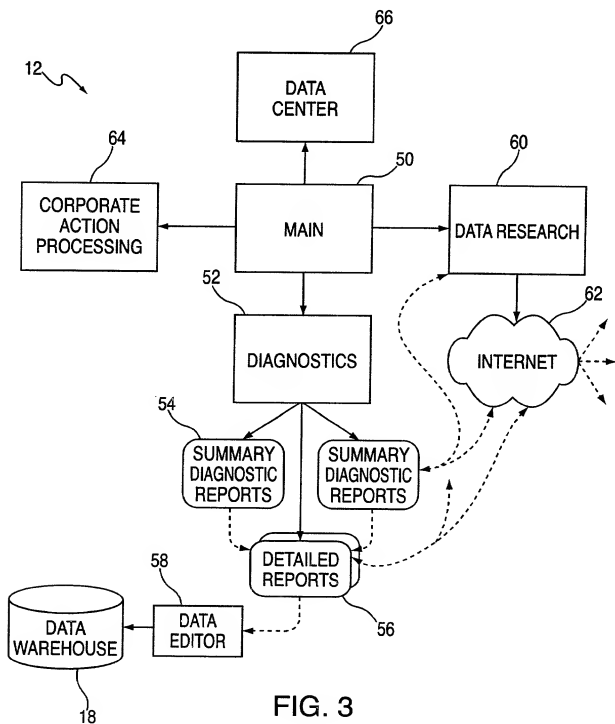 66
12
DATA
CENTER
64
50
60
CORPORATE
ACTION
PROCESSING
MAIN
DATA RESEARCH
52
62
DIAGNOSTICS
INTERNET
54
SUMMARY
DIAGNOSTIC
REPORTS
SUMMARY
DIAGNOSTIC
REPORTS
DETAILED
REPORTS
58
56
DATA
EDITOR
DATA
WAREHOUSE
18
FIG. 3